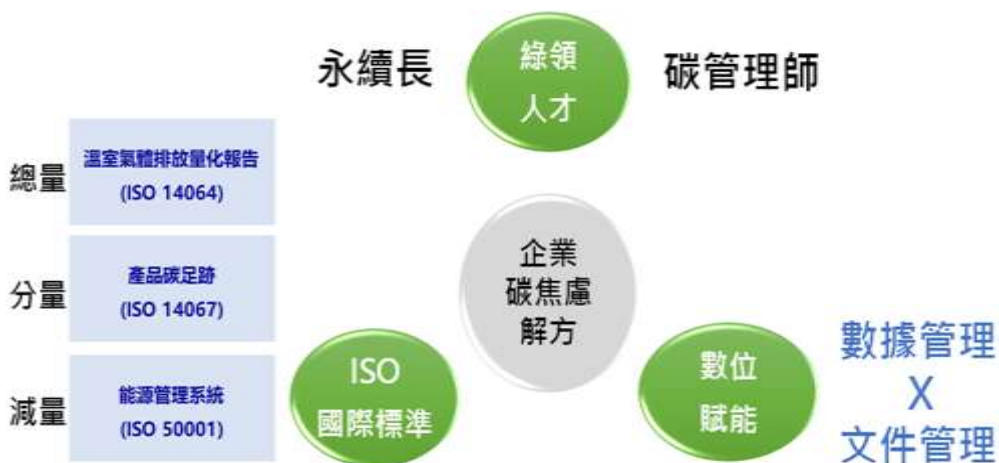 永續長
綠領
人才
碳管理師
總量
溫室氣體排放量化報告
(ISO 14064)
分量
產品碳足跡
(ISO 14067)
減量
能源管理系統
(ISO 50001)
企業
碳焦慮
解方
ISO
國際標準
數位
賦能
數據管理
X
文件管理